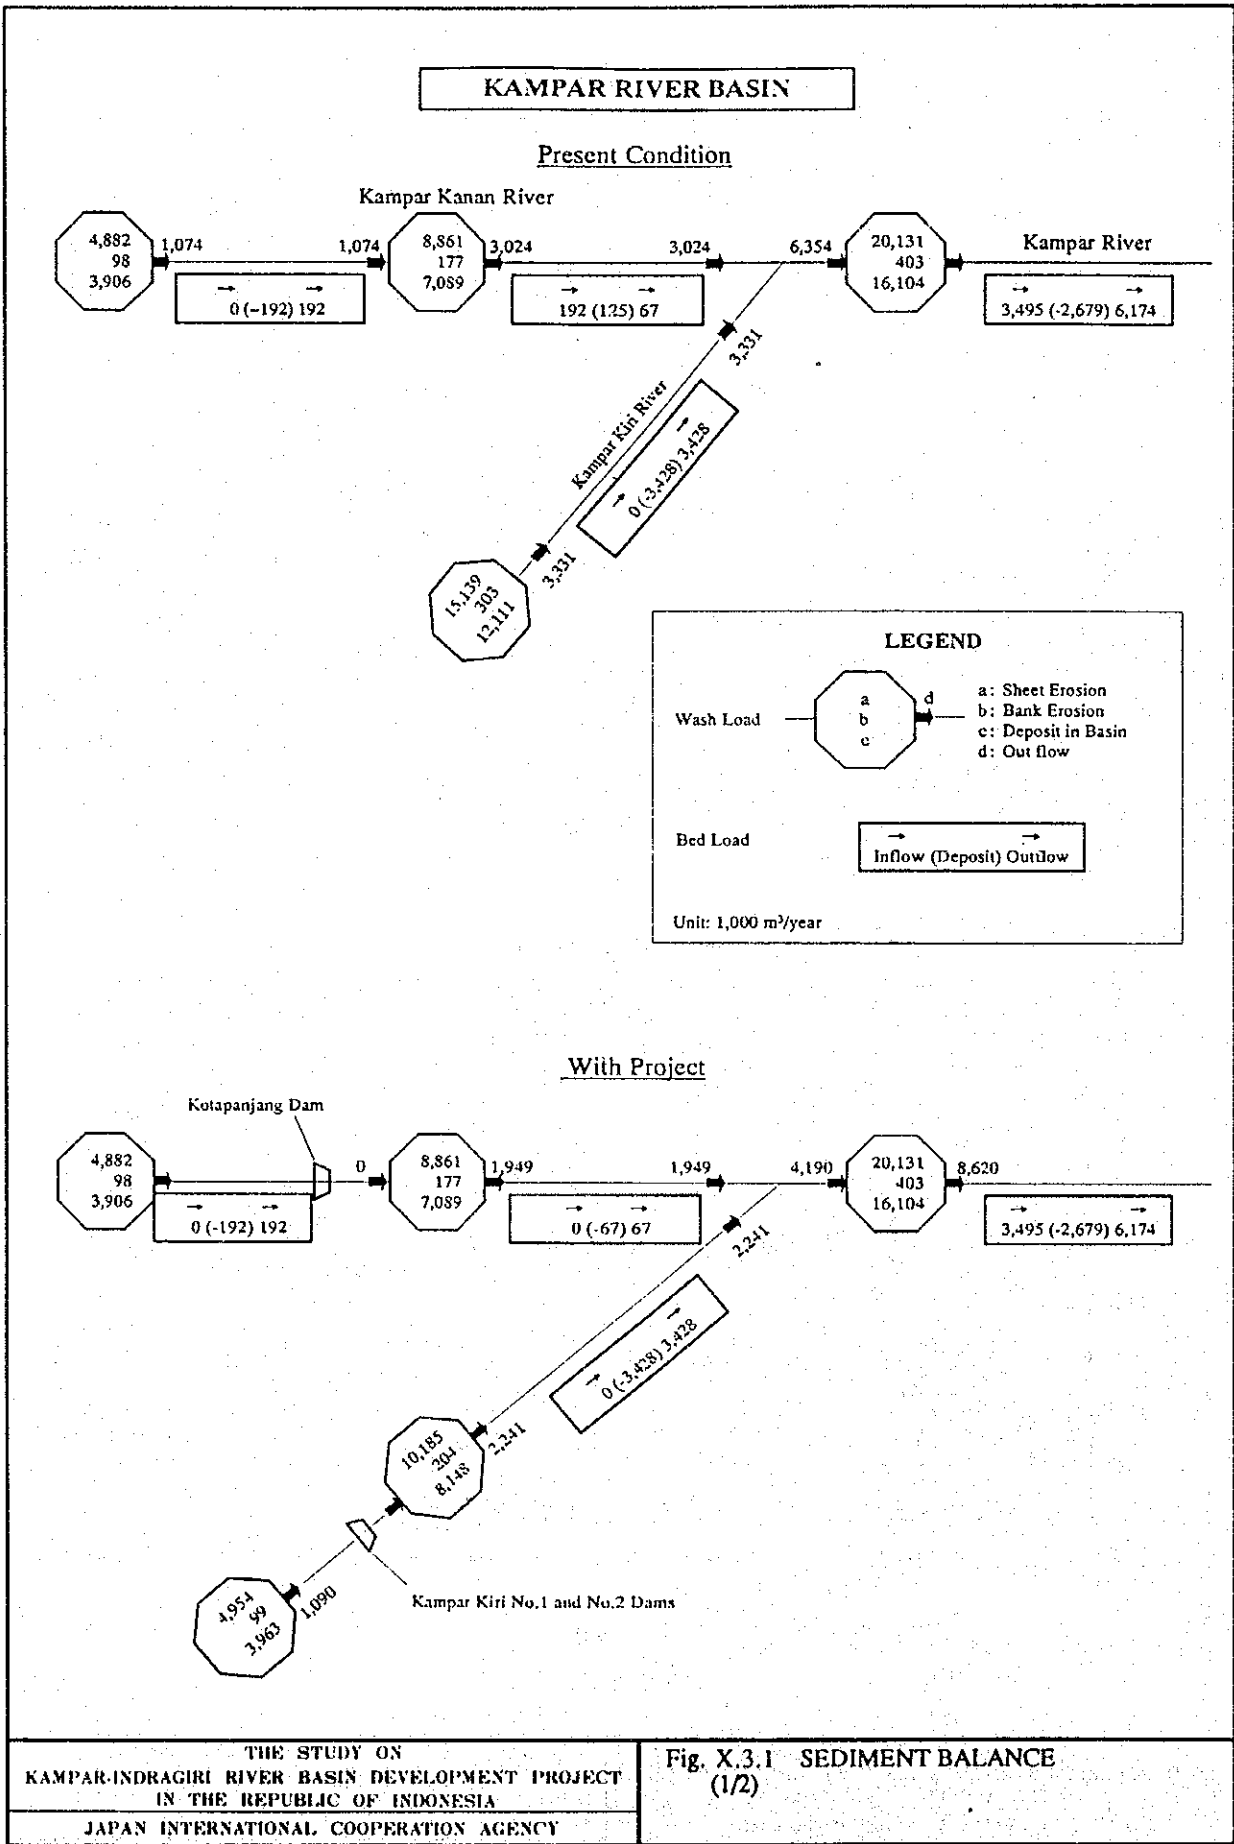 KAMPAR RIVER BASIN
Present Condition
Kampar Kanan River
4,882
98
3,906
1,074
1,074
8,861
177
7,089
3,024
3,024
6,354
20,131
403
16,104
Kampar River
0 (-192) 192
192 (125) 67
3,495 (-2,679) 6,174
3,331
Kampar Kiri River
0 (-3,428) 3,428
3,331
15,139
303
12,111
LEGEND
Wash Load
a
b
c
d
a: Sheet Erosion
b: Bank Erosion
c: Deposit in Basin
d: Out flow
Bed Load
Inflow (Deposit) Outflow
Unit: 1,000 m³/year
With Project
Kotapanjang Dam
4,882
98
3,906
0
8,861
177
7,089
1,949
1,949
4,190
20,131
403
16,104
8,620
0 (-192) 192
0 (-67) 67
3,495 (-2,679) 6,174
2,241
0 (-3,428) 3,428
2,241
10,185
204
8,148
Kampar Kiri No.1 and No.2 Dams
1,090
4,954
99
3,963
THE STUDY ON
KAMPAR-INDRAGIRI RIVER BASIN DEVELOPMENT PROJECT
IN THE REPUBLIC OF INDONESIA
JAPAN INTERNATIONAL COOPERATION AGENCY
Fig. X.3.1 SEDIMENT BALANCE
(1/2)